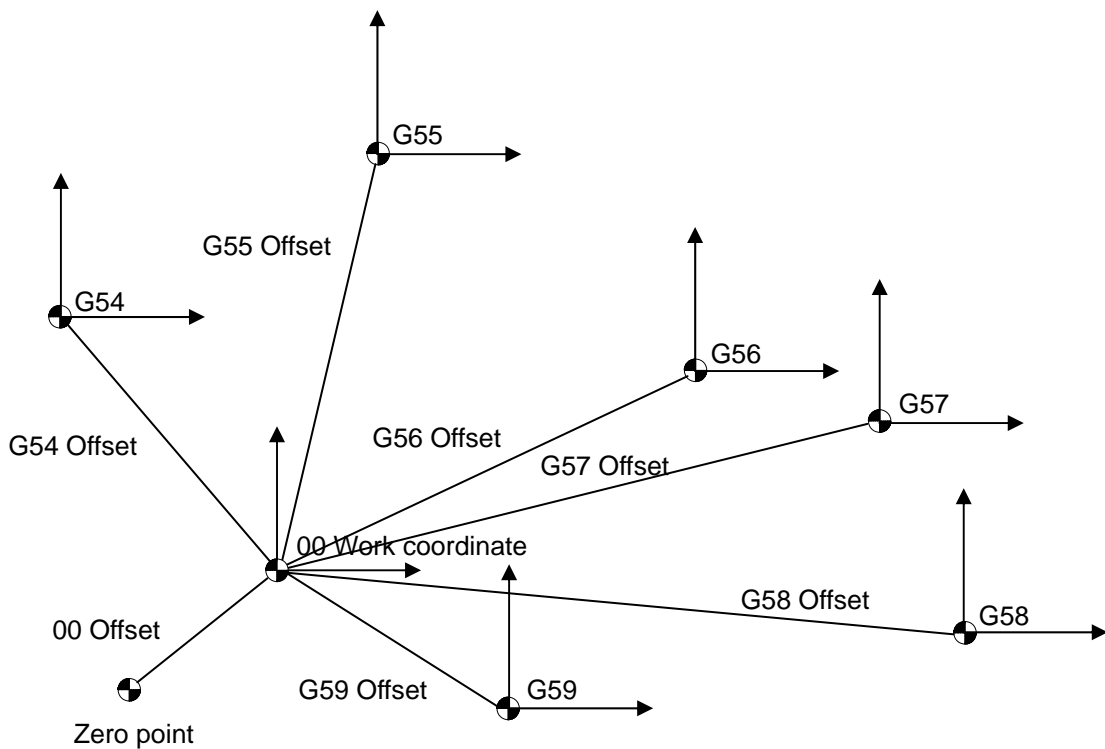 G55
G55 Offset
G54
G56
G57
G56 Offset
G54 Offset
G57 Offset
00 Work coordinate
G58 Offset
G58
00 Offset
G59 Offset
G59
Zero point